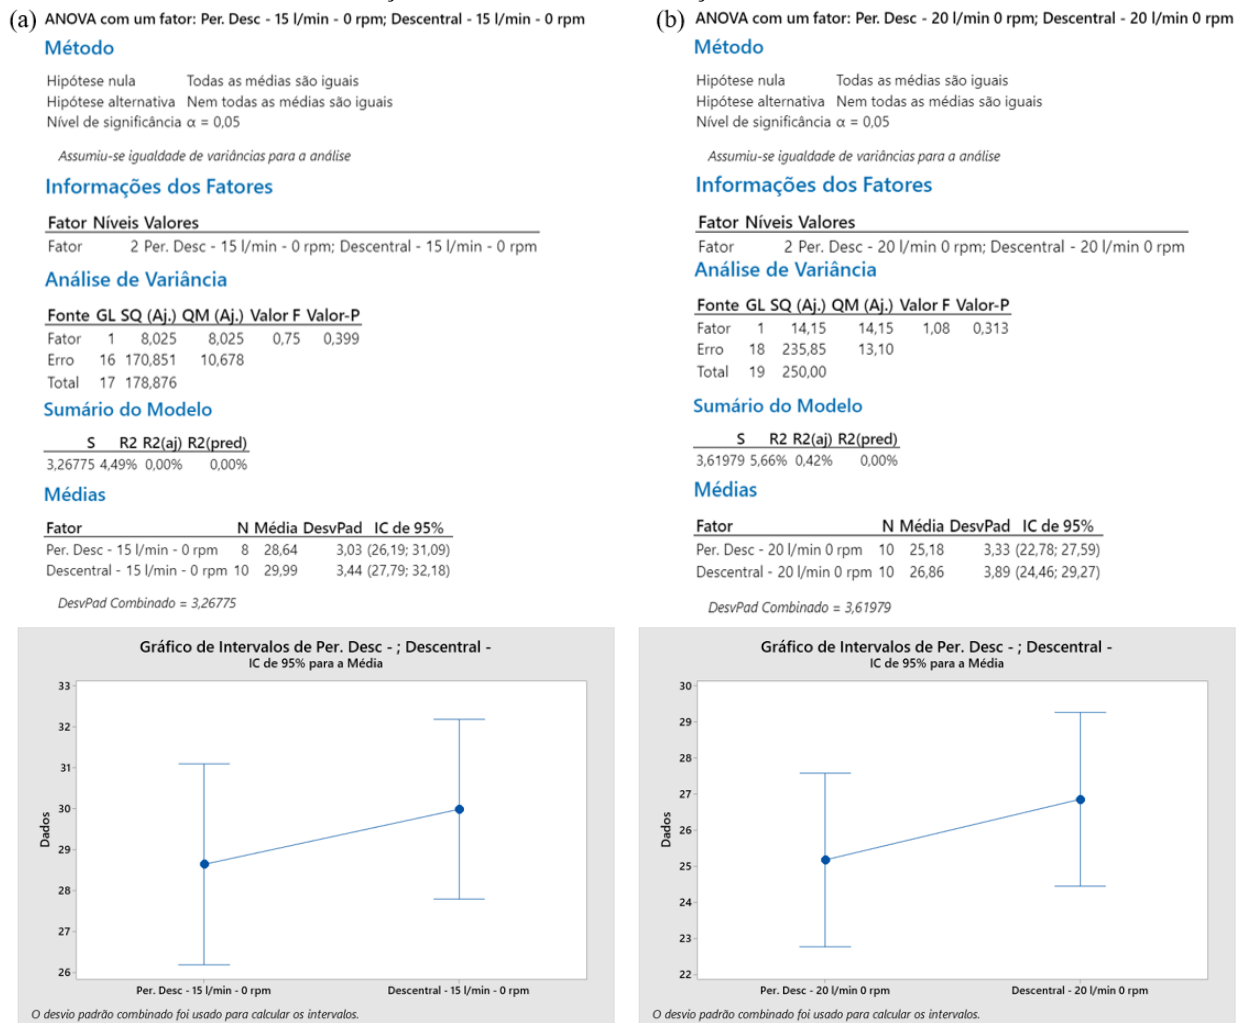 (a) ANOVA com um fator: Per. Desc - 15 l/min - 0 rpm; Descentral - 15 l/min - 0 rpm
Método
Hipótese nula Todas as médias são iguais
Hipótese alternativa Nem todas as médias são iguais
Nível de significância α = 0,05
Assumiu-se igualdade de variâncias para a análise
Informações dos Fatores
Fator Níveis Valores
Fator 2 Per. Desc - 15 l/min - 0 rpm; Descentral - 15 l/min - 0 rpm
Análise de Variância
Fonte GL SQ (Aj.) QM (Aj.) Valor F Valor-P
Fator 1 8,025 8,025 0,75 0,399
Erro 16 170,851 10,678
Total 17 178,876
Sumário do Modelo
S R2 R2(aj) R2(pred)
3,26775 4,49% 0,00% 0,00%
Médias
Fator N Média DesvPad IC de 95%
Per. Desc - 15 l/min - 0 rpm 8 28,64 3,03 (26,19; 31,09)
Descentral - 15 l/min - 0 rpm 10 29,99 3,44 (27,79; 32,18)
DesvPad Combinado = 3,26775
Gráfico de Intervalos de Per. Desc - ; Descentral -
IC de 95% para a Média
33
32
31
30
29
28
27
26
Dados
Per. Desc - 15 l/min - 0 rpm
Descentral - 15 l/min - 0 rpm
O desvio padrão combinado foi usado para calcular os intervalos.
(b) ANOVA com um fator: Per. Desc - 20 l/min 0 rpm; Descentral - 20 l/min 0 rpm
Método
Hipótese nula Todas as médias são iguais
Hipótese alternativa Nem todas as médias são iguais
Nível de significância α = 0,05
Assumiu-se igualdade de variâncias para a análise
Informações dos Fatores
Fator Níveis Valores
Fator 2 Per. Desc - 20 l/min 0 rpm; Descentral - 20 l/min 0 rpm
Análise de Variância
Fonte GL SQ (Aj.) QM (Aj.) Valor F Valor-P
Fator 1 14,15 14,15 1,08 0,313
Erro 18 235,85 13,10
Total 19 250,00
Sumário do Modelo
S R2 R2(aj) R2(pred)
3,61979 5,66% 0,42% 0,00%
Médias
Fator N Média DesvPad IC de 95%
Per. Desc - 20 l/min 0 rpm 10 25,18 3,33 (22,78; 27,59)
Descentral - 20 l/min 0 rpm 10 26,86 3,89 (24,46; 29,27)
DesvPad Combinado = 3,61979
Gráfico de Intervalos de Per. Desc - ; Descentral -
IC de 95% para a Média
30
29
28
27
26
25
24
23
22
Dados
Per. Desc - 20 l/min 0 rpm
Descentral - 20 l/min 0 rpm
O desvio padrão combinado foi usado para calcular os intervalos.